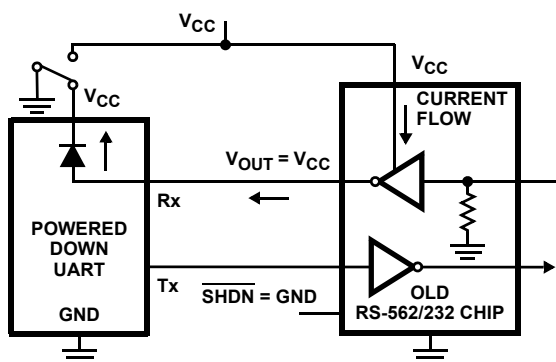 VCC
VCC
VCC
CURRENT
FLOW
VOUT = VCC
Rx
POWERED
DOWN
UART
Tx
SHDN = GND
OLD
RS-562/232 CHIP
GND